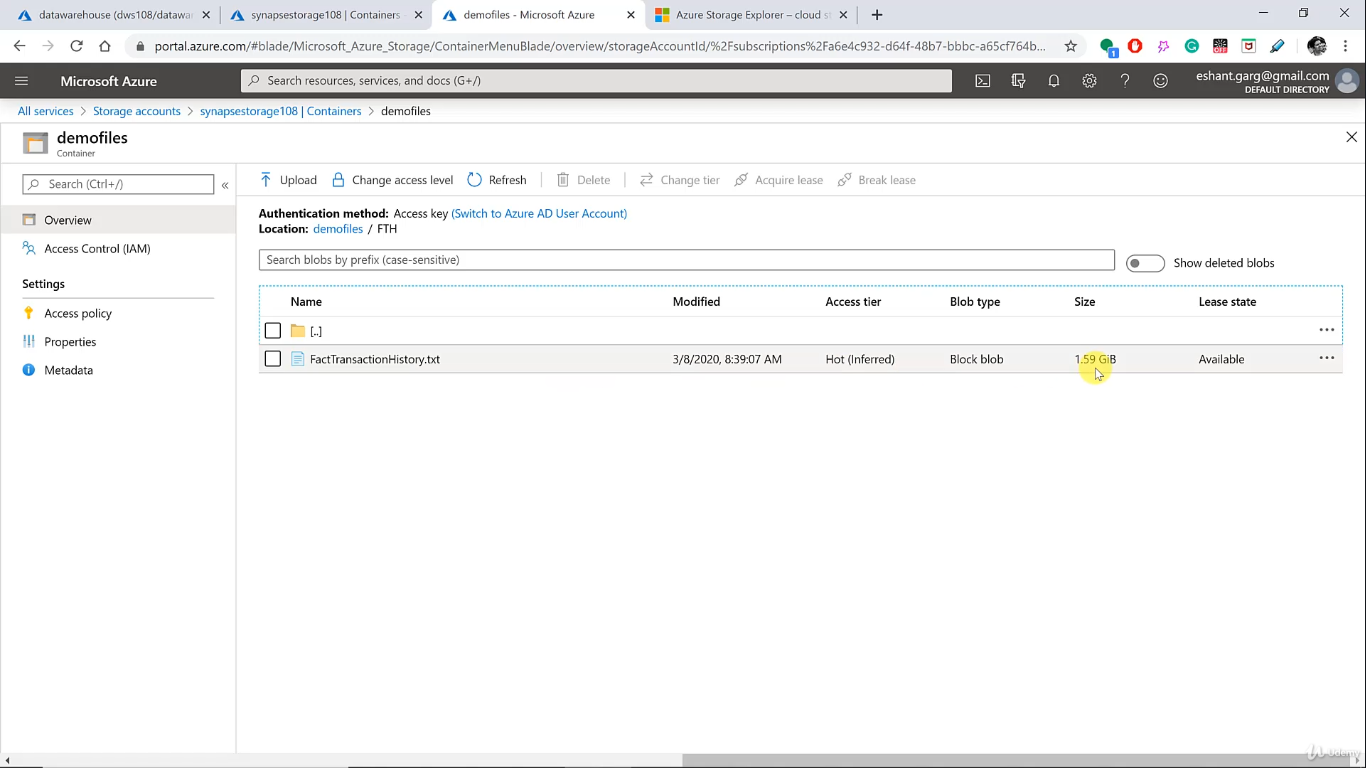 datawarehouse (dws108/datawar
synapsestorage108 | Containers
demofiles - Microsoft Azure
Azure Storage Explorer – cloud st
portal.azure.com/#blade/Microsoft_Azure_Storage/ContainerMenuBlade/overview/storageAccountId/%2Fsubscriptions%2Fa6e4c932-d64f-48b7-bbbc-a65cf764b...
1
Microsoft Azure
Search resources, services, and docs (G+/)
eshant.garg@gmail.com
DEFAULT DIRECTORY
All services > Storage accounts > synapsestorage108 | Containers > demofiles
demofiles
Container
Search (Ctrl+/)
«
Upload
Change access level
Refresh
Delete
Change tier
Acquire lease
Break lease
Overview
Access Control (IAM)
Settings
Access policy
Properties
Metadata
Authentication method: Access key (Switch to Azure AD User Account)
Location: demofiles / FTH
Search blobs by prefix (case-sensitive)
Show deleted blobs
Name Modified Access tier Blob type Size Lease state
[..]
FactTransactionHistory.txt 3/8/2020, 8:39:07 AM Hot (Inferred) Block blob 1.59 GiB Available
Udemy